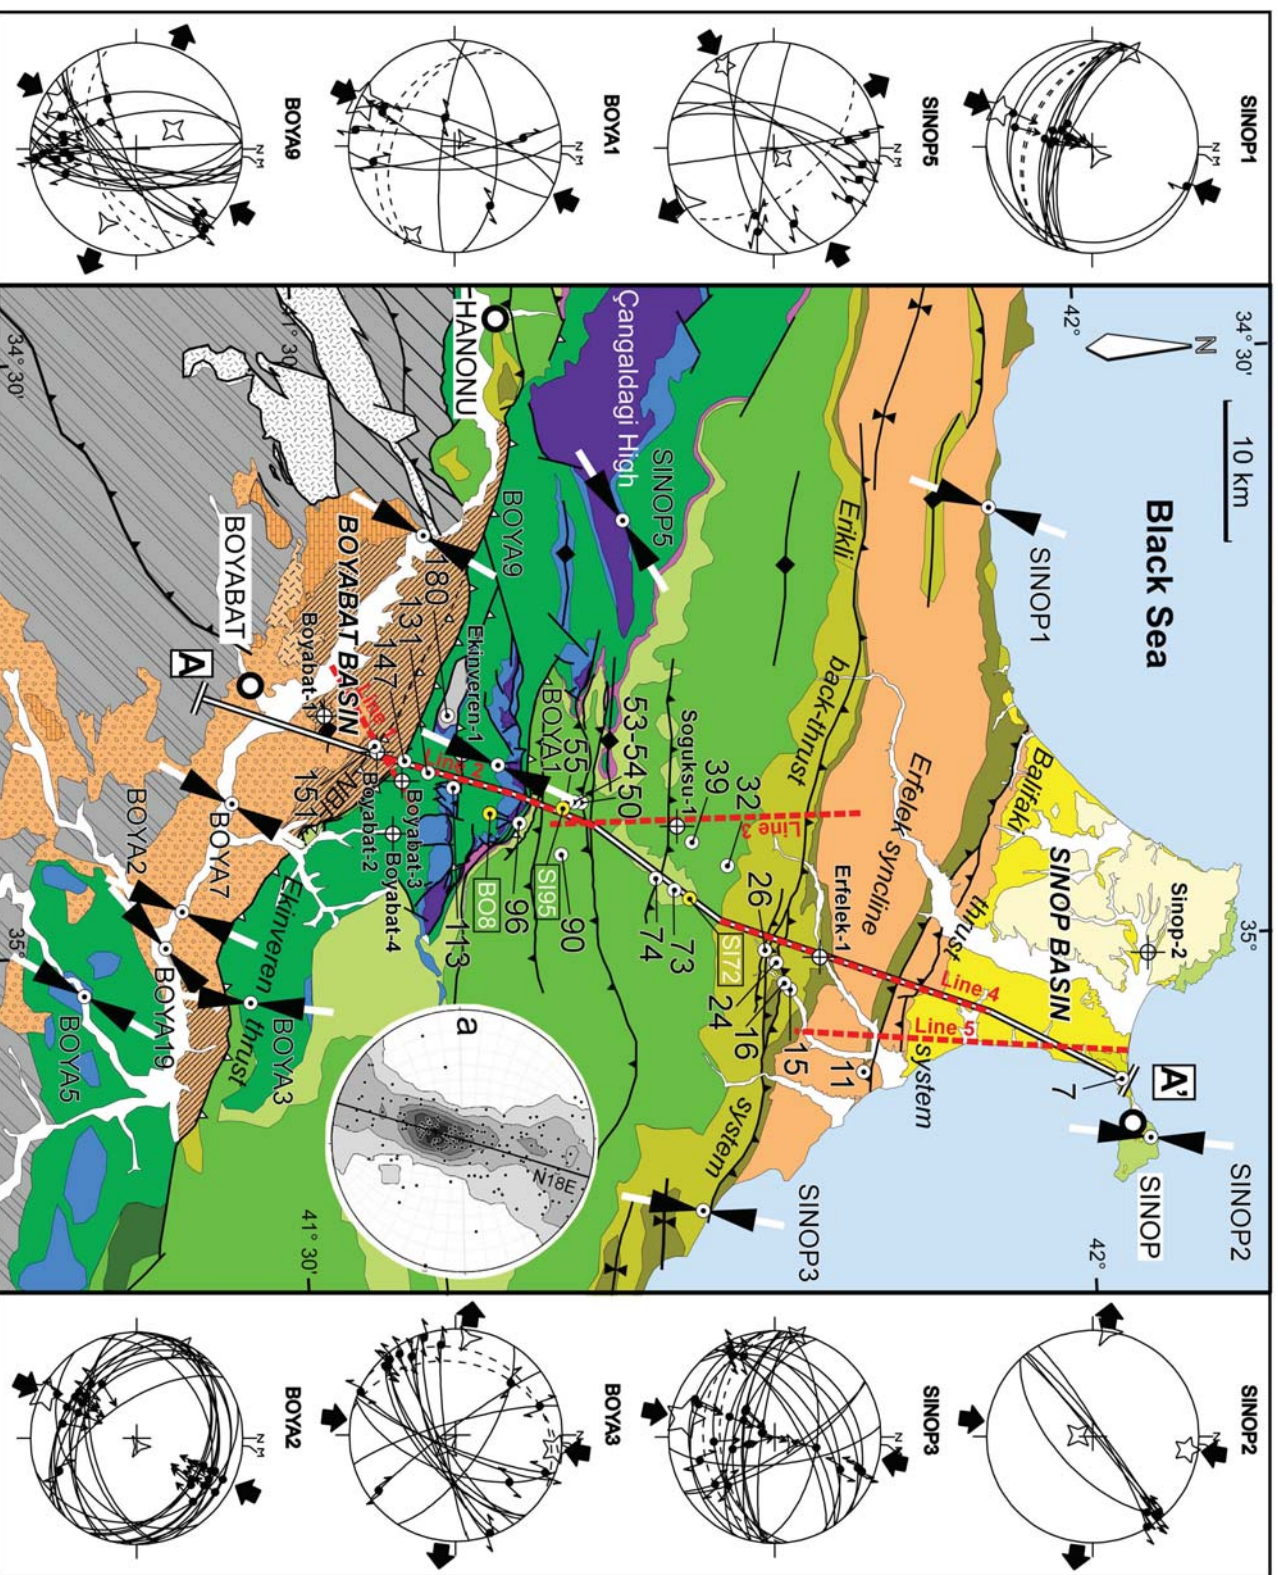 SINOP1
SINOP5
BOYA1
BOYA9
N
M
N
M
N
M
N
M
34° 30'
42°
N
10 km
Black Sea
35°
Sinop-2
SINOP BASIN
Balifaki
thrust
system
SINOP1
Erfelek syncline
Erfelek-1
Line 4
Line 5
A'
7
SINOP
SINOP2
42°
Erikli
back-thrust
system
Line 3
11
15
16
24
26
SI72
SINOP3
Çangaldagi High
SINOP5
Soguksu-1
32
39
53-54
50
55
73
74
90
SI95
96
BO8
113
BOYA1
HANONU
41° 30'
BOYA9
Ekinveren-1
Line 2
180
131
147
151
Boyabat-3
Boyabat-2
Boyabat-4
BOYABAT BASIN
Boyabat-1
BOYABAT
A
BOYA7
BOYA2
Ekinveren
thrust
BOYA3
BOYA19
BOYA5
a
N18E
41° 30'
34° 30'
35°
SINOP2
SINOP3
BOYA3
BOYA2
N
M
N
M
N
M
N
M